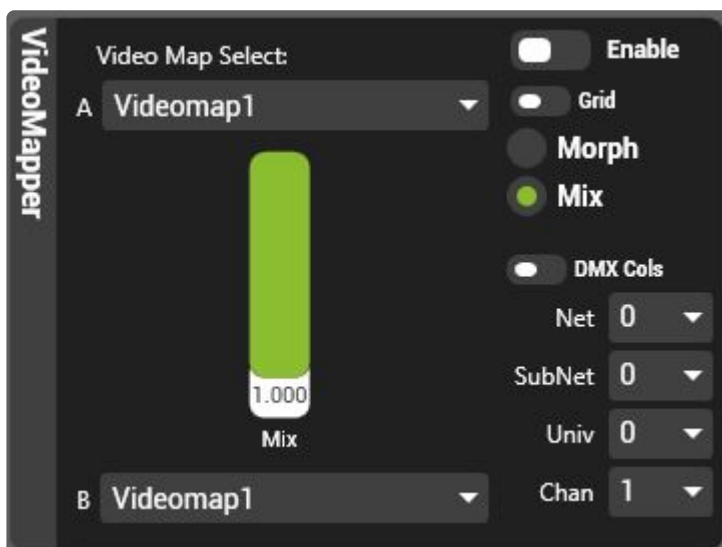 VideoMapper
Video Map Select:
A Videomap1
1.000
Mix
B Videomap1
Enable
Grid
Morph
Mix
DMX Cols
Net 0
SubNet 0
Univ 0
Chan 1